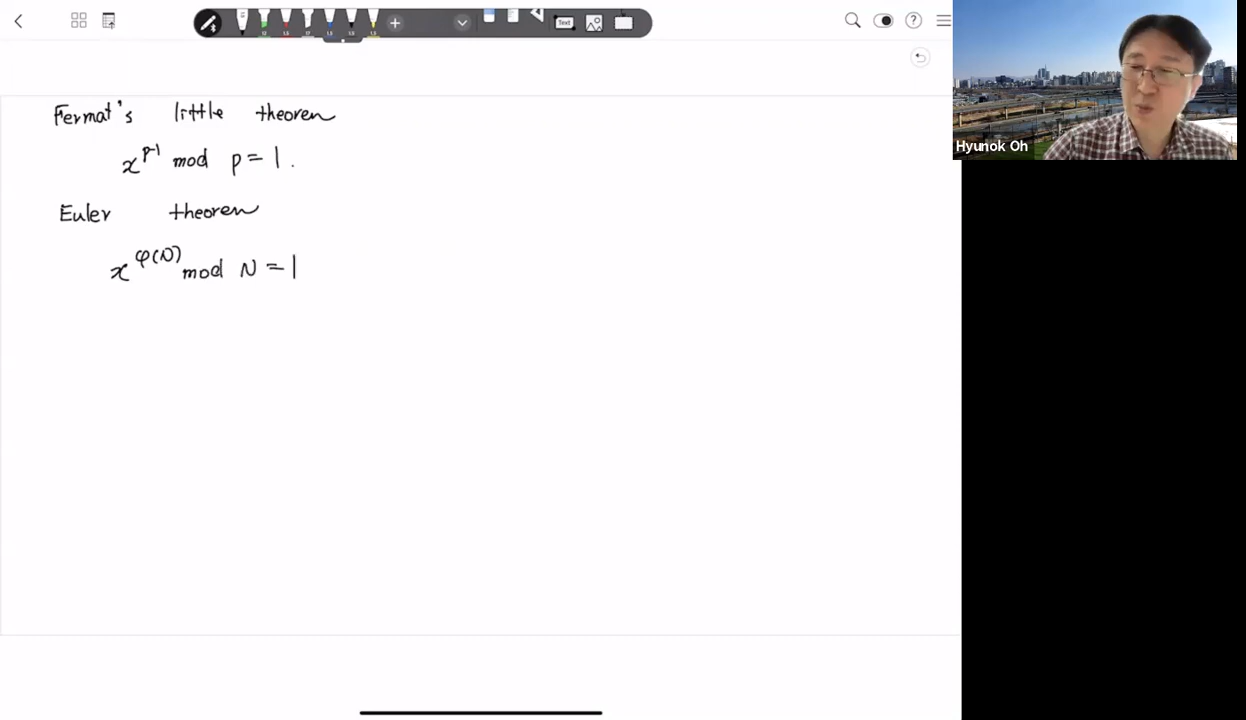 Text
Hyunok Oh
Fermat's little theorem
x^{p-1} mod p = 1.
Euler theorem
x^{φ(N)} mod N = 1